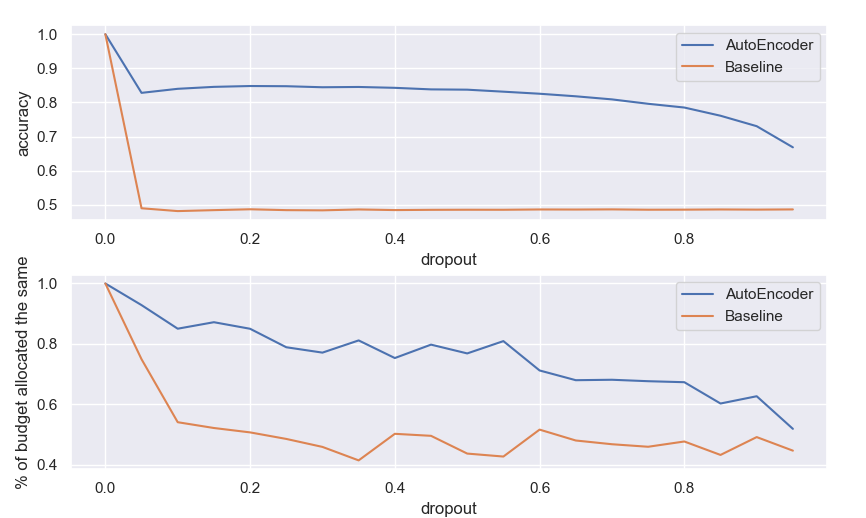 1.0
0.9
0.8
0.7
0.6
0.5
accuracy
AutoEncoder
Baseline
0.0 0.2 0.4 0.6 0.8
dropout
1.0
0.8
0.6
0.4
% of budget allocated the same
AutoEncoder
Baseline
0.0 0.2 0.4 0.6 0.8
dropout